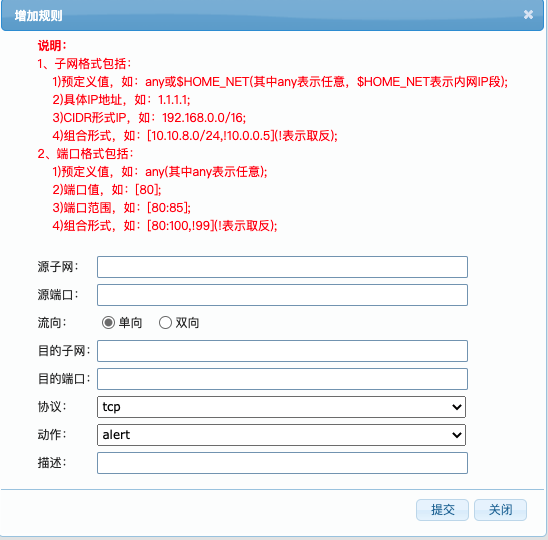 增加规则
说明：
1、子网格式包括：
1)预定义值，如：any或$HOME_NET(其中any表示任意，$HOME_NET表示内网IP段);
2)具体IP地址，如：1.1.1.1;
3)CIDR形式IP，如：192.168.0.0/16;
4)组合形式，如：[10.10.8.0/24,!10.0.0.5](!表示取反);
2、端口格式包括：
1)预定义值，如：any(其中any表示任意);
2)端口值，如：[80];
3)端口范围，如：[80:85];
4)组合形式，如：[80:100,!99](!表示取反);
源子网：
源端口：
流向： 单向 双向
目的子网：
目的端口：
协议： tcp
动作： alert
描述：
提交 关闭